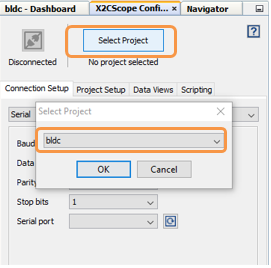 bldc - Dashboard
X2CScope Confi...
Navigator
Select Project
Disconnected
No project selected
Connection Setup
Project Setup
Data Views
Scripting
Serial
Select Project
Baud
bldc
Data
Parity
OK
Cancel
Stop bits
1
Serial port